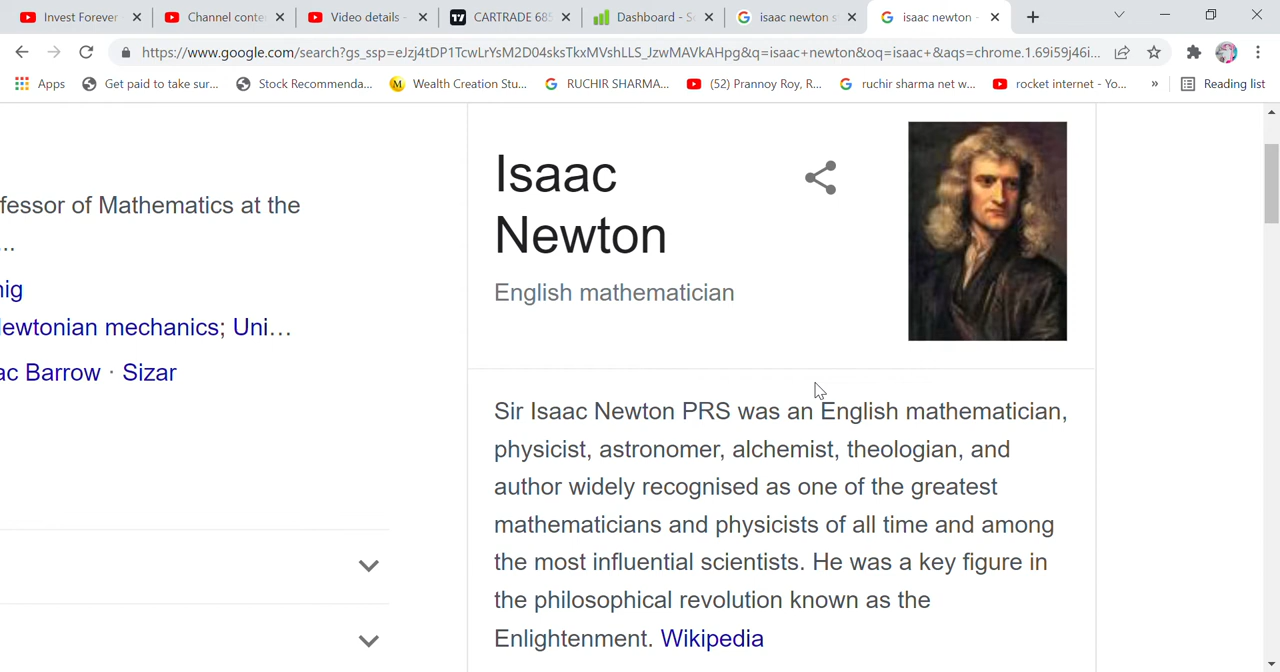 Invest Forever
Channel conte
Video details -
CARTRADE 685
Dashboard - S
isaac newton s
isaac newton -
https://www.google.com/search?gs_ssp=eJzj4tDP1TcwLrYsM2D04sksTkxMVshLLS_JzwMAVkAHpg&q=isaac+newton&oq=isaac+&aqs=chrome.1.69i59j46i...
Apps
Get paid to take sur...
Stock Recommenda...
Wealth Creation Stu...
RUCHIR SHARMA...
(52) Prannoy Roy, R...
ruchir sharma net w...
rocket internet - Yo...
»
Reading list
fessor of Mathematics at the
...
nig
Newtonian mechanics; Uni...
ac Barrow · Sizar
Isaac
Newton
English mathematician
Sir Isaac Newton PRS was an English mathematician,
physicist, astronomer, alchemist, theologian, and
author widely recognised as one of the greatest
mathematicians and physicists of all time and among
the most influential scientists. He was a key figure in
the philosophical revolution known as the
Enlightenment. Wikipedia